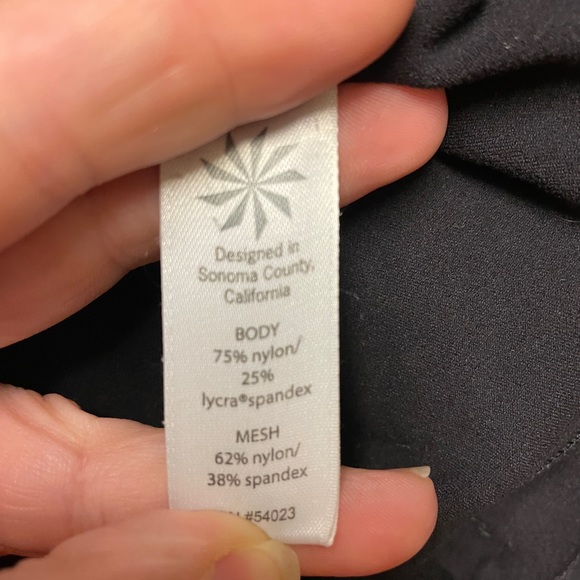 Designed in
Sonoma County,
California
BODY
75% nylon/
25%
lycra®spandex
MESH
62% nylon/
38% spandex
#54023